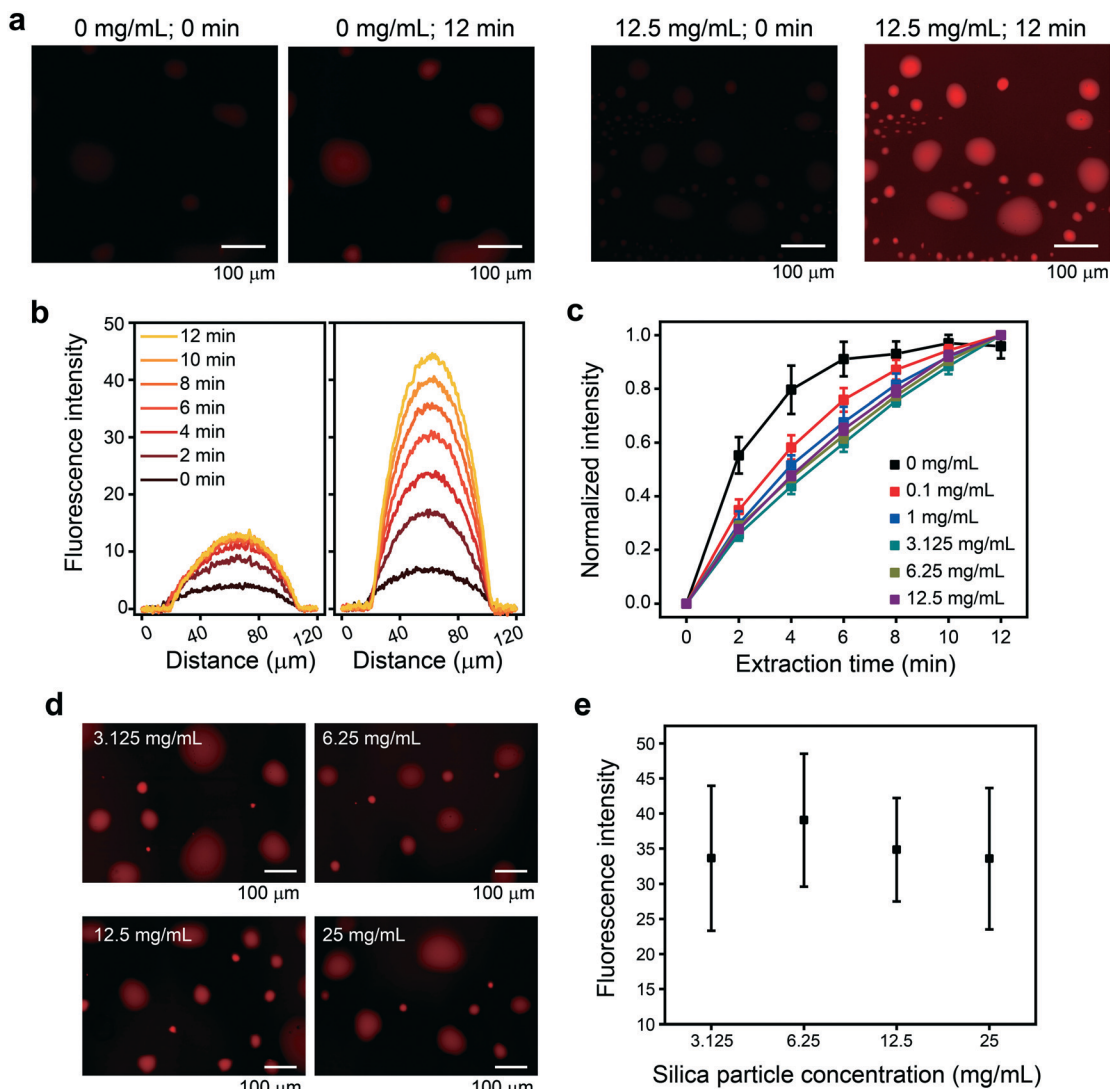 a
0 mg/mL; 0 min
0 mg/mL; 12 min
12.5 mg/mL; 0 min
12.5 mg/mL; 12 min
100 μm
100 μm
100 μm
100 μm
b
50
40
30
20
10
0
Fluorescence intensity
12 min
10 min
8 min
6 min
4 min
2 min
0 min
0
40
80
120
0
40
80
120
Distance (μm)
Distance (μm)
c
1.0
0.8
0.6
0.4
0.2
0.0
Normalized intensity
0 mg/mL
0.1 mg/mL
1 mg/mL
3.125 mg/mL
6.25 mg/mL
12.5 mg/mL
0
2
4
6
8
10
12
Extraction time (min)
d
3.125 mg/mL
6.25 mg/mL
100 μm
100 μm
12.5 mg/mL
25 mg/mL
100 μm
100 μm
e
50
45
40
35
30
25
20
15
10
Fluorescence intensity
3.125
6.25
12.5
25
Silica particle concentration (mg/mL)